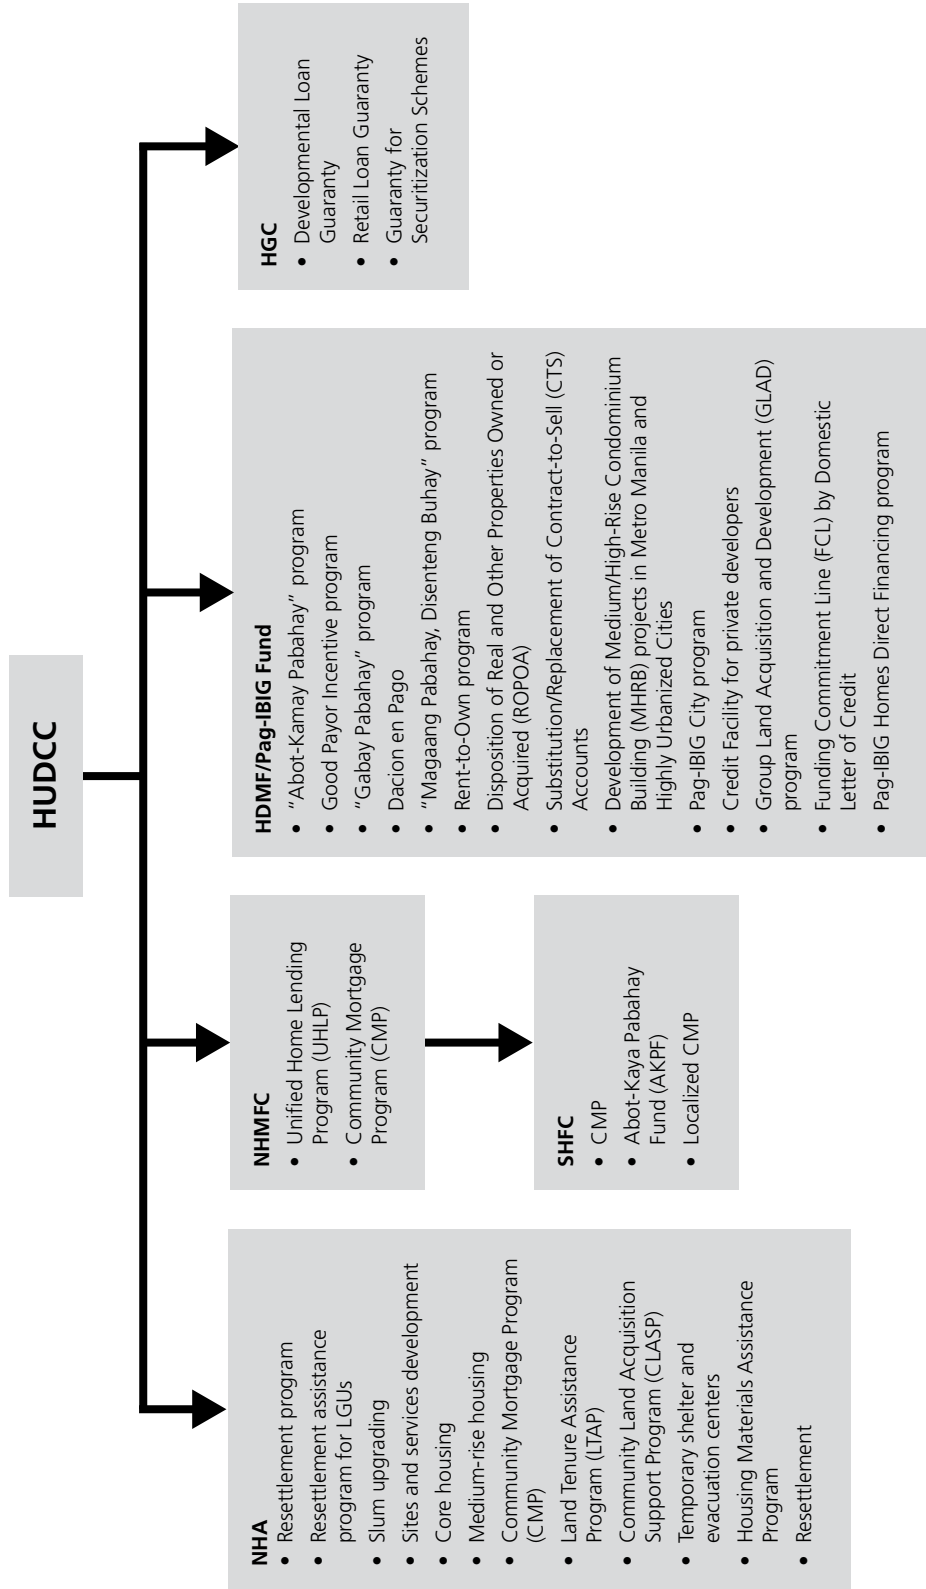 HUDCC
NHA
• Resettlement program
• Resettlement assistance
program for LGUs
• Slum upgrading
• Sites and services development
• Core housing
• Medium-rise housing
• Community Mortgage Program
(CMP)
• Land Tenure Assistance
Program (LTAP)
• Community Land Acquisition
Support Program (CLASP)
• Temporary shelter and
evacuation centers
• Housing Materials Assistance
Program
• Resettlement
NHMFC
• Unified Home Lending
Program (UHLP)
• Community Mortgage
Program (CMP)
SHFC
• CMP
• Abot-Kaya Pabahay
Fund (AKPF)
• Localized CMP
HDMF/Pag-IBIG Fund
• “Abot-Kamay Pabahay” program
• Good Payor Incentive program
• “Gabay Pabahay” program
• Dacion en Pago
• “Magaang Pabahay, Disenteng Buhay” program
• Rent-to-Own program
• Disposition of Real and Other Properties Owned or
Acquired (ROPOA)
• Substitution/Replacement of Contract-to-Sell (CTS)
Accounts
• Development of Medium/High-Rise Condominium
Building (MHRB) projects in Metro Manila and
Highly Urbanized Cities
• Pag-IBIG City program
• Credit Facility for private developers
• Group Land Acquisition and Development (GLAD)
program
• Funding Commitment Line (FCL) by Domestic
Letter of Credit
• Pag-IBIG Homes Direct Financing program
HGC
• Developmental Loan
Guaranty
• Retail Loan Guaranty
• Guaranty for
Securitization Schemes